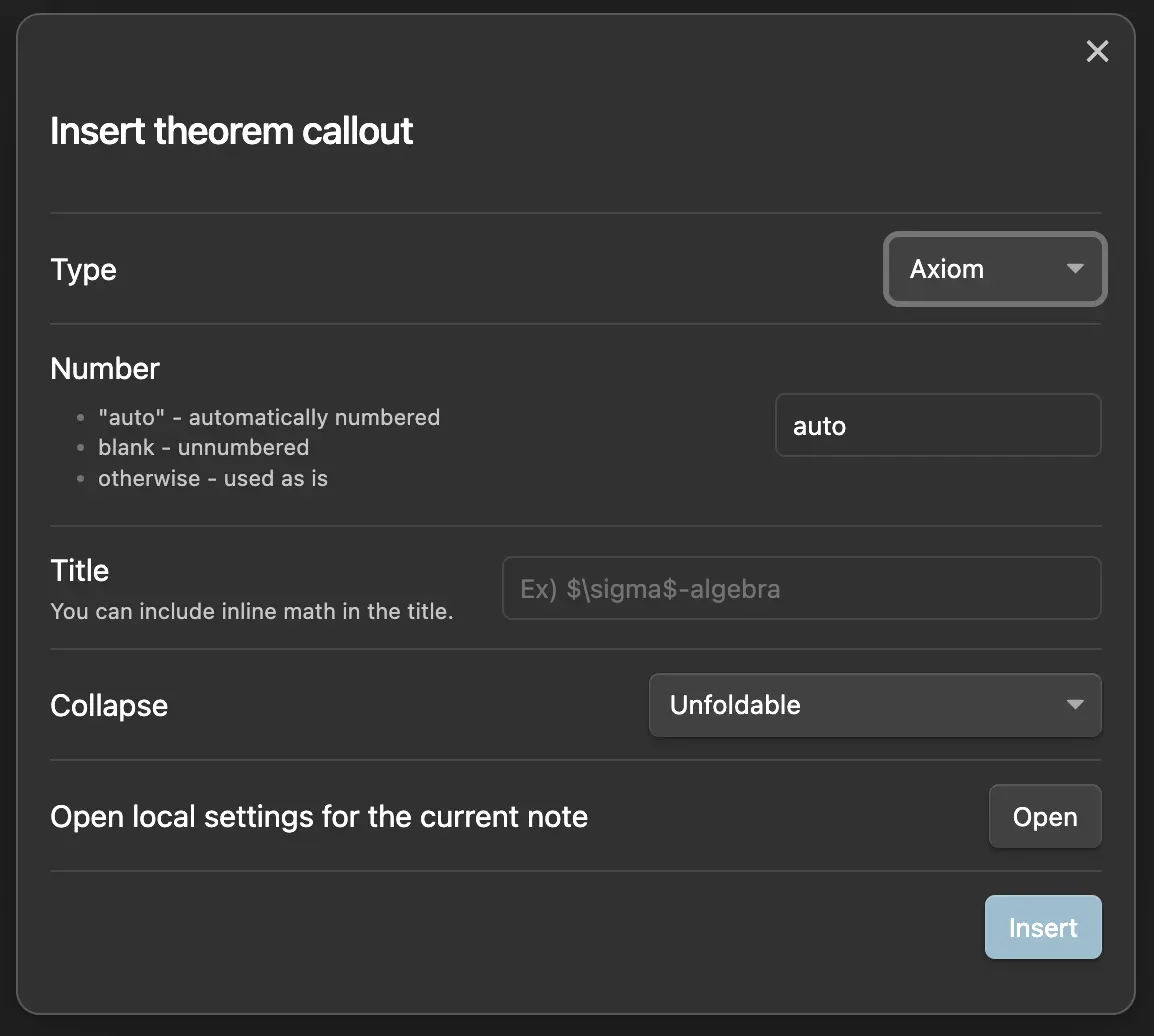 Insert theorem callout
Type
Axiom
Number
"auto" - automatically numbered
blank - unnumbered
otherwise - used as is
auto
Title
You can include inline math in the title.
Ex) $\sigma$-algebra
Collapse
Unfoldable
Open local settings for the current note
Open
Insert